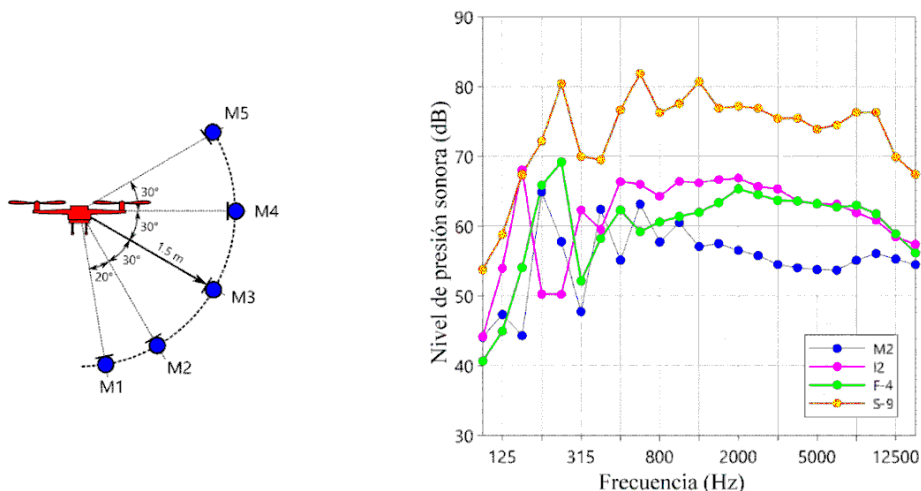 M5
30°
M4
30°
1.5 m
30°
20°
M3
M2
M1
Nivel de presión sonora (dB)
90
80
70
60
50
40
30
M2
I2
F-4
S-9
125
315
800
2000
5000
12500
Frecuencia (Hz)